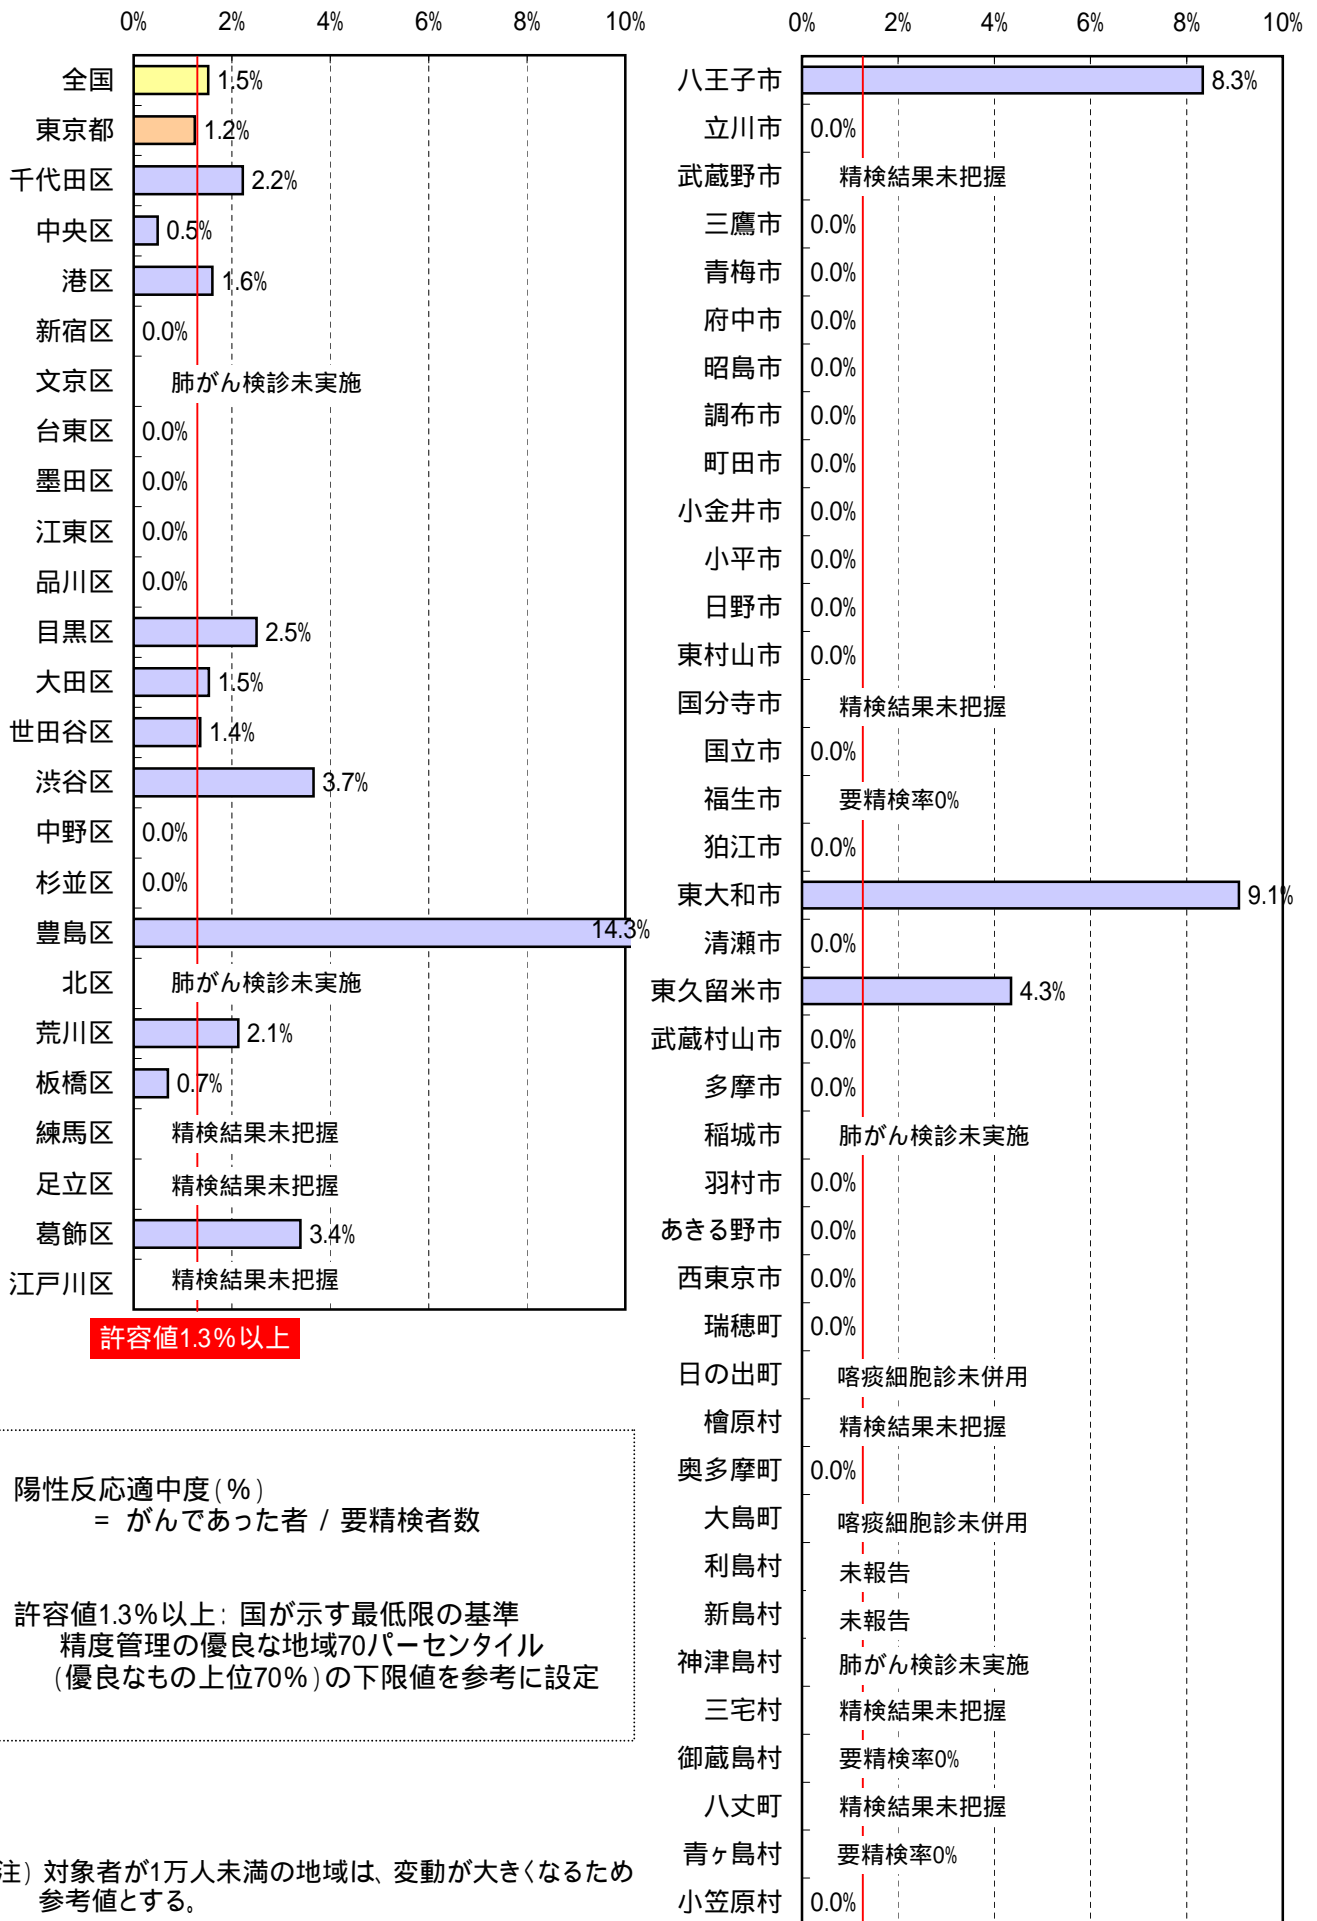 0% 2% 4% 6% 8% 10%
全国 1.5%
東京都 1.2%
千代田区 2.2%
中央区 0.5%
港区 1.6%
新宿区 0.0%
文京区 肺がん検診未実施
台東区 0.0%
墨田区 0.0%
江東区 0.0%
品川区 0.0%
目黒区 2.5%
大田区 1.5%
世田谷区 1.4%
渋谷区 3.7%
中野区 0.0%
杉並区 0.0%
豊島区 14.3%
北区 肺がん検診未実施
荒川区 2.1%
板橋区 0.7%
練馬区 精検結果未把握
足立区 精検結果未把握
葛飾区 3.4%
江戸川区 精検結果未把握
許容値1.3%以上
陽性反応適中度(%)
= がんであった者 / 要精検者数
許容値1.3%以上: 国が示す最低限の基準
精度管理の優良な地域70パーセンタイル
(優良なもの上位70%)の下限値を参考に設定
注) 対象者が1万人未満の地域は、変動が大きくなるため
参考値とする。
0% 2% 4% 6% 8% 10%
八王子市 8.3%
立川市 0.0%
武蔵野市 精検結果未把握
三鷹市 0.0%
青梅市 0.0%
府中市 0.0%
昭島市 0.0%
調布市 0.0%
町田市 0.0%
小金井市 0.0%
小平市 0.0%
日野市 0.0%
東村山市 0.0%
国分寺市 精検結果未把握
国立市 0.0%
福生市 要精検率0%
狛江市 0.0%
東大和市 9.1%
清瀬市 0.0%
東久留米市 4.3%
武蔵村山市 0.0%
多摩市 0.0%
稲城市 肺がん検診未実施
羽村市 0.0%
あきる野市 0.0%
西東京市 0.0%
瑞穂町 0.0%
日の出町 喀痰細胞診未併用
檜原村 精検結果未把握
奥多摩町 0.0%
大島町 喀痰細胞診未併用
利島村 未報告
新島村 未報告
神津島村 肺がん検診未実施
三宅村 精検結果未把握
御蔵島村 要精検率0%
八丈町 精検結果未把握
青ヶ島村 要精検率0%
小笠原村 0.0%